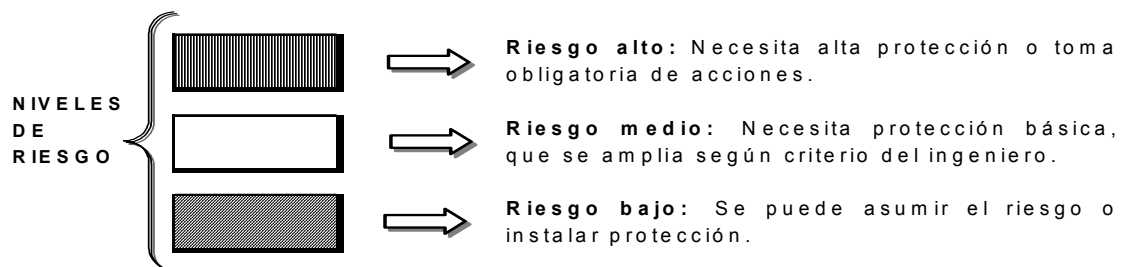 NIVELES
DE
RIESGO
Riesgo alto: Necesita alta protección o toma
obligatoria de acciones.
Riesgo medio: Necesita protección básica,
que se amplia según criterio del ingeniero.
Riesgo bajo: Se puede asumir el riesgo o
instalar protección.